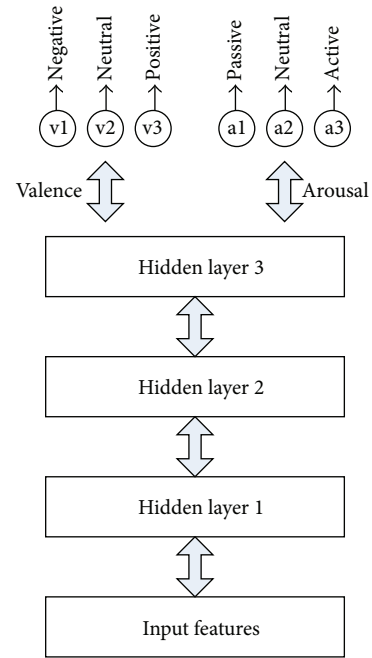 Negative
Neutral
Positive
Passive
Neutral
Active
v1
v2
v3
a1
a2
a3
Valence
Arousal
Hidden layer 3
Hidden layer 2
Hidden layer 1
Input features